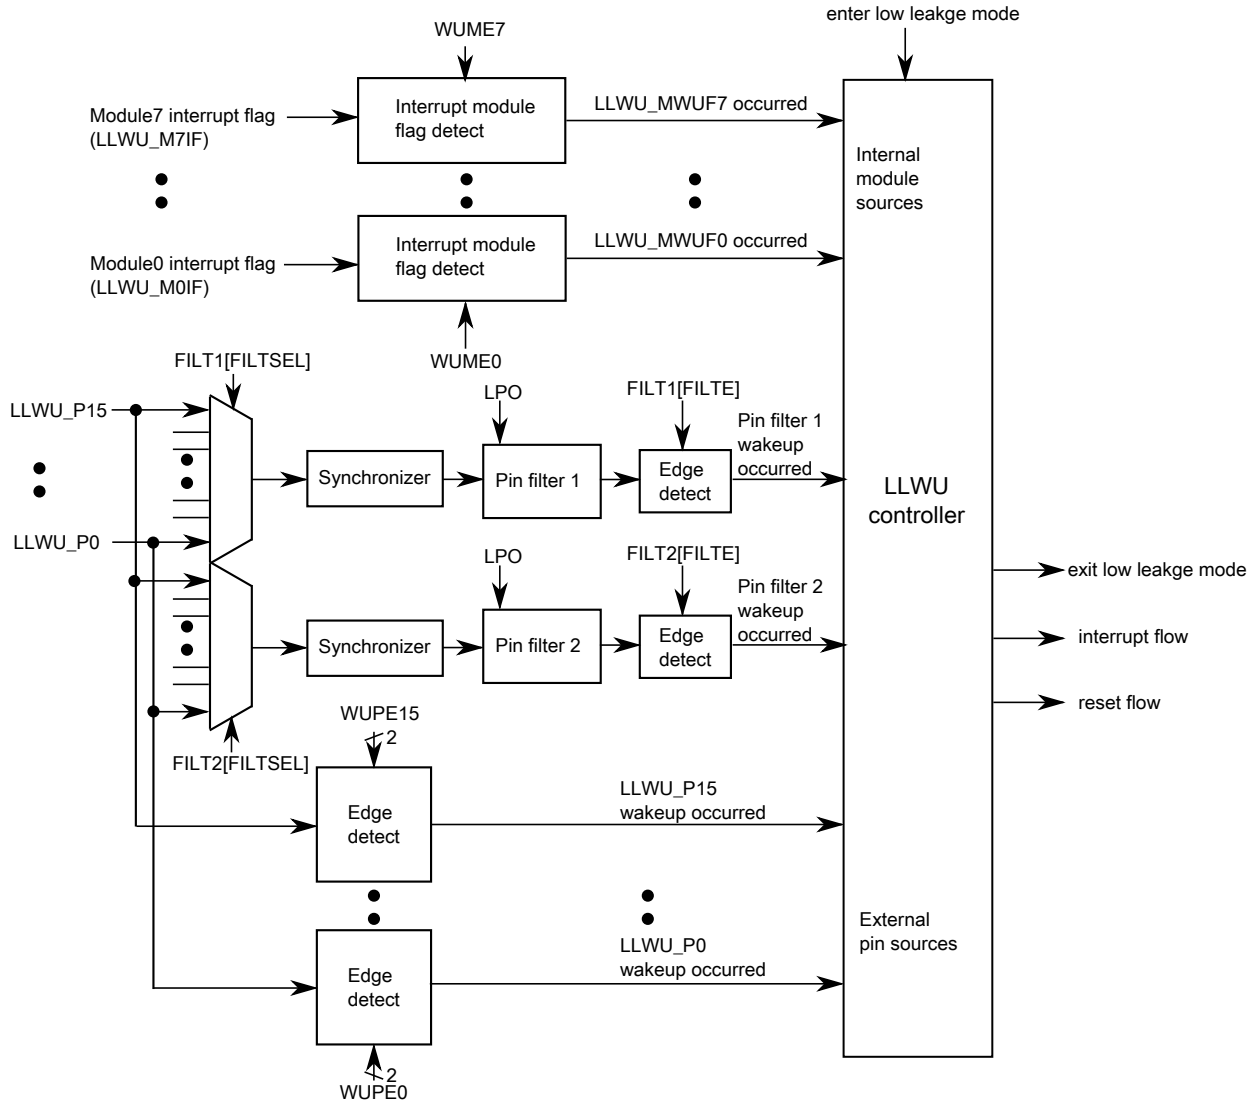 enter low leakge mode
WUME7
Module7 interrupt flag
(LLWU_M7IF)
Interrupt module
flag detect
LLWU_MWUF7 occurred
Internal
module
sources
Module0 interrupt flag
(LLWU_M0IF)
Interrupt module
flag detect
LLWU_MWUF0 occurred
WUME0
FILT1[FILTSEL]
LLWU_P15
LLWU_P0
Synchronizer
LPO
Pin filter 1
FILT1[FILTE]
Edge
detect
Pin filter 1
wakeup
occurred
LLWU
controller
Synchronizer
LPO
Pin filter 2
FILT2[FILTE]
Edge
detect
Pin filter 2
wakeup
occurred
exit low leakge mode
interrupt flow
reset flow
FILT2[FILTSEL]
WUPE15
2
Edge
detect
LLWU_P15
wakeup occurred
External
pin sources
Edge
detect
LLWU_P0
wakeup occurred
2
WUPE0